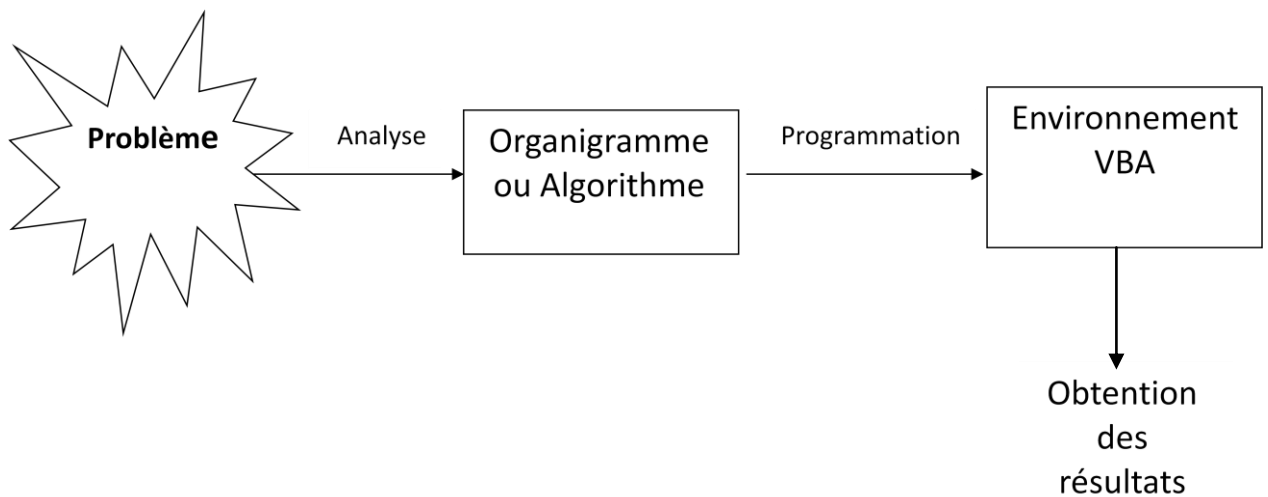 Problème
Analyse
Organigramme
ou Algorithme
Programmation
Environnement
VBA
Obtention
des
résultats